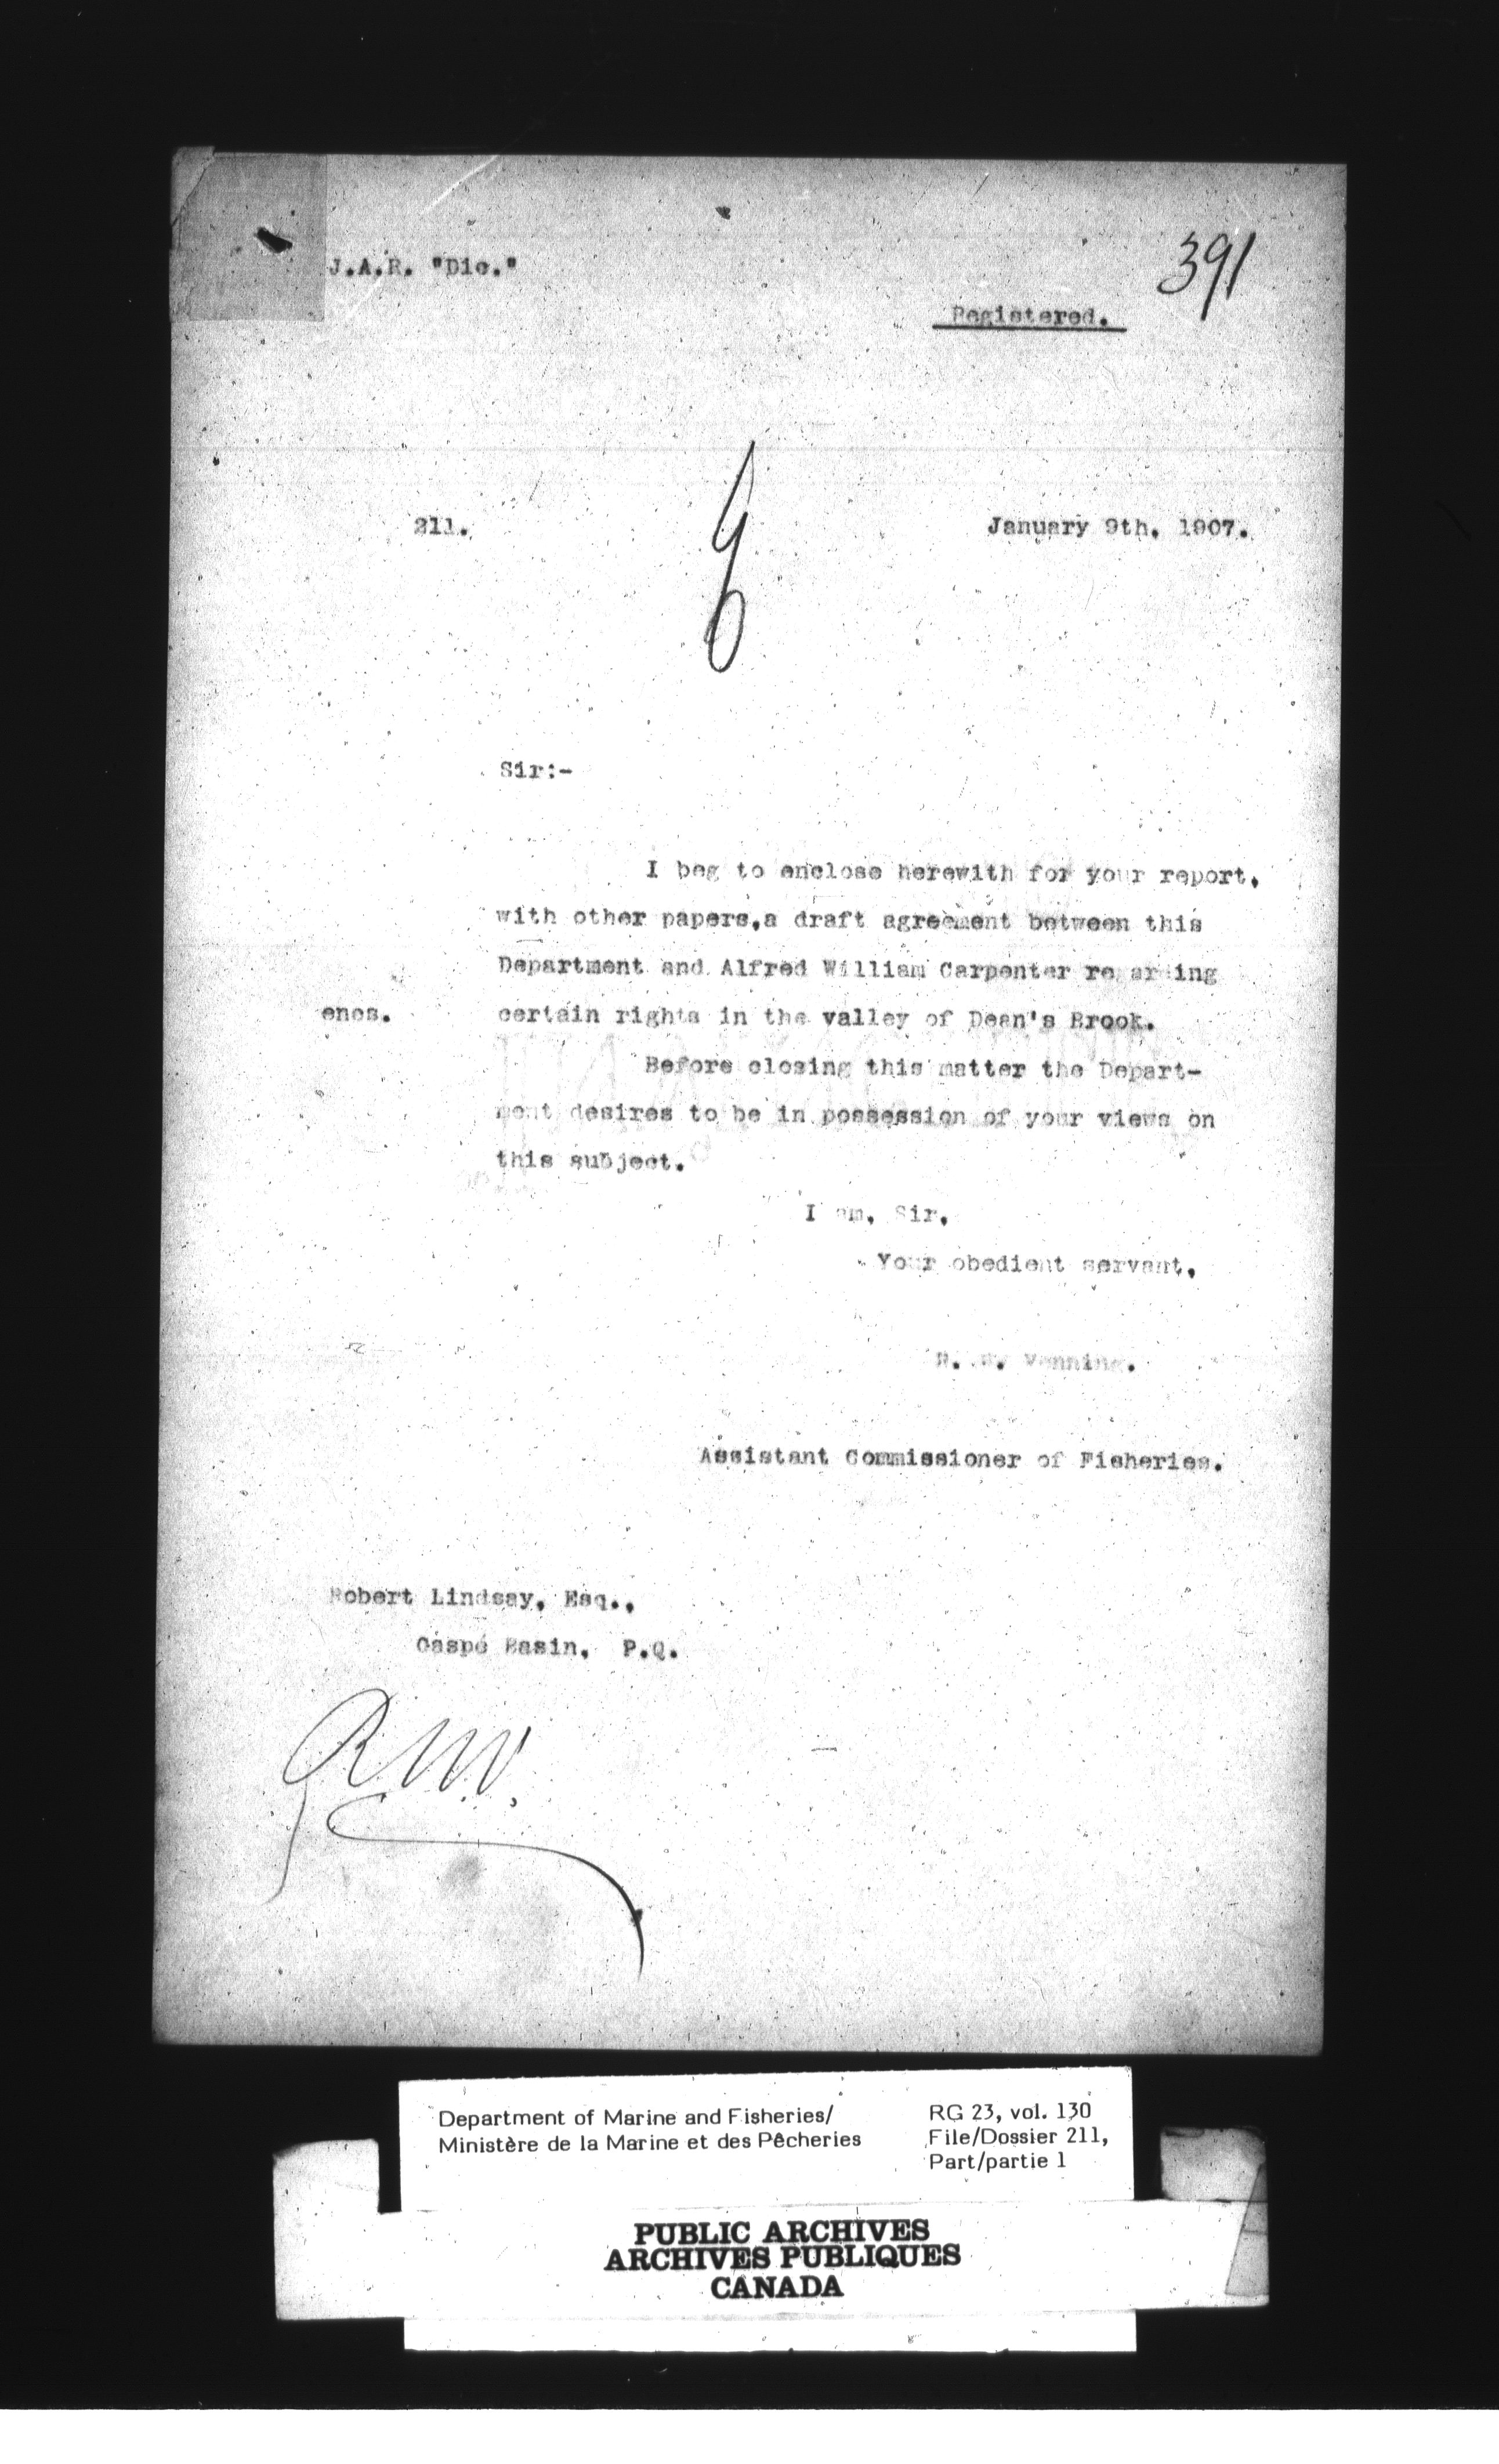 J.A.R. "Dic."
391
Registered.
211.
January 9th, 1907.
Sir:-
I beg to enclose herewith for your report,
with other papers, a draft agreement between this
Department and Alfred William Carpenter regarding
encs.
certain rights in the valley of Dean's Brook.
Before closing this matter the Depart-
ment desires to be in possession of your views on
this subject.
I am, Sir,
Your obedient servant,
Venning.
Assistant Commissioner of Fisheries.
Robert Lindsay, Esq.,
Gaspé Basin, P.Q.
Department of Marine and Fisheries/
Ministère de la Marine et des Pêcheries
RG 23, vol. 130
File/Dossier 211,
Part/partie 1
PUBLIC ARCHIVES
ARCHIVES PUBLIQUES
CANADA